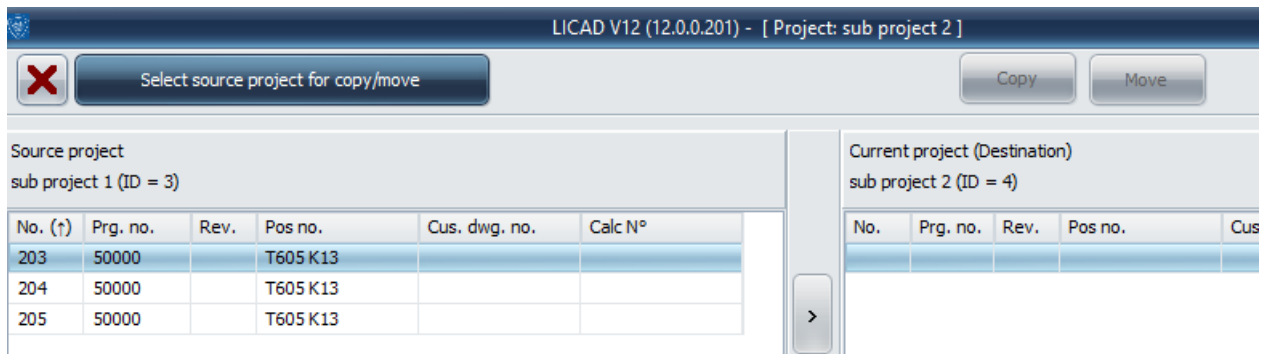 LICAD V12 (12.0.0.201) - [ Project: sub project 2 ]
Select source project for copy/move
Copy
Move
Source project
sub project 1 (ID = 3)
No. (↑) Prg. no. Rev. Pos no. Cus. dwg. no. Calc N°
203 50000 T605 K13
204 50000 T605 K13
205 50000 T605 K13
>
Current project (Destination)
sub project 2 (ID = 4)
No. Prg. no. Rev. Pos no. Cus